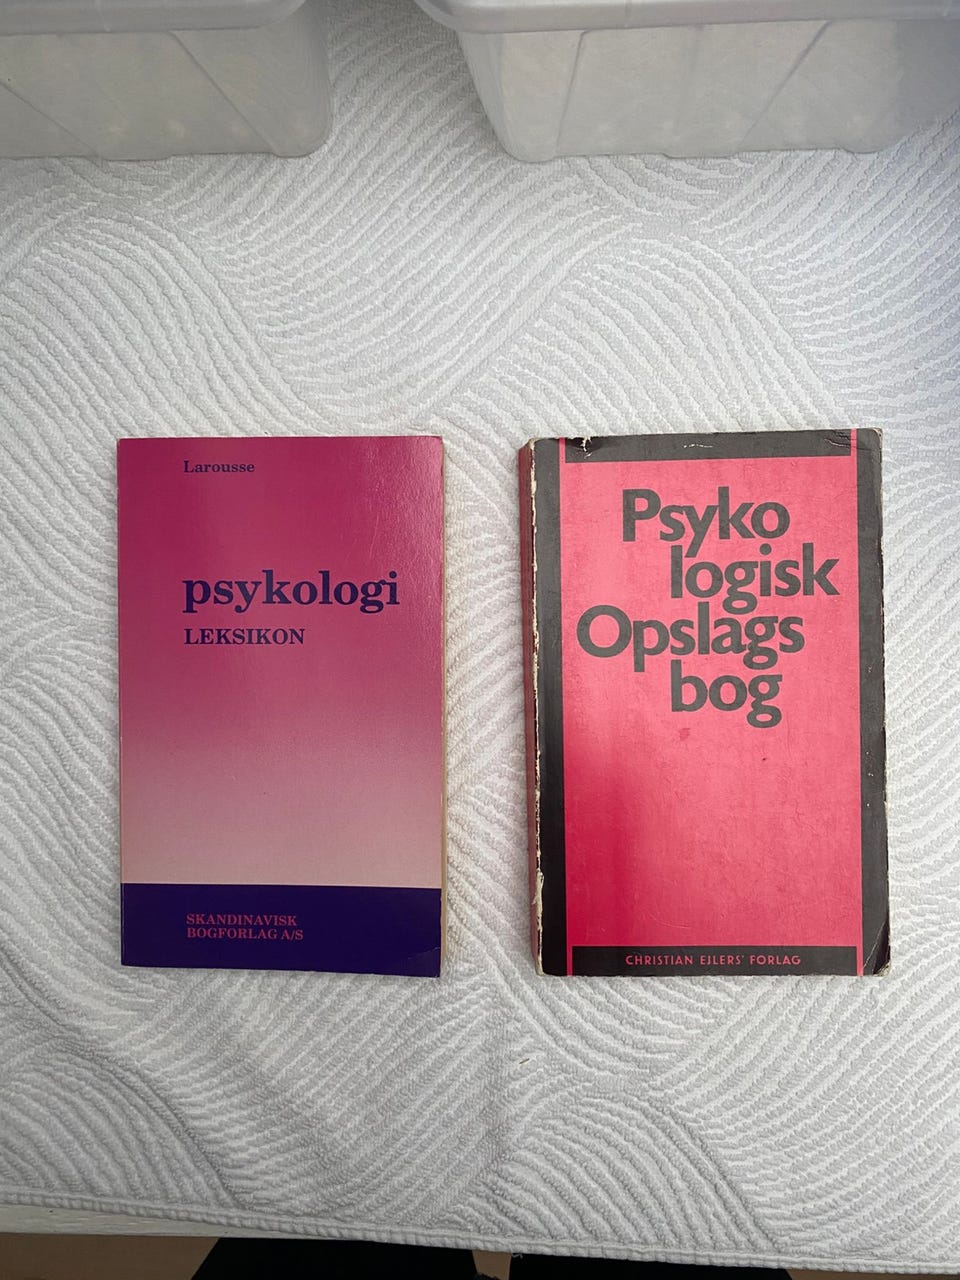 Larousse
psykologi
LEKSIKON
SKANDINAVISK
BOGFORLAG A/S
Psyko
logisk
Opslags
bog
CHRISTIAN EJLERS' FORLAG